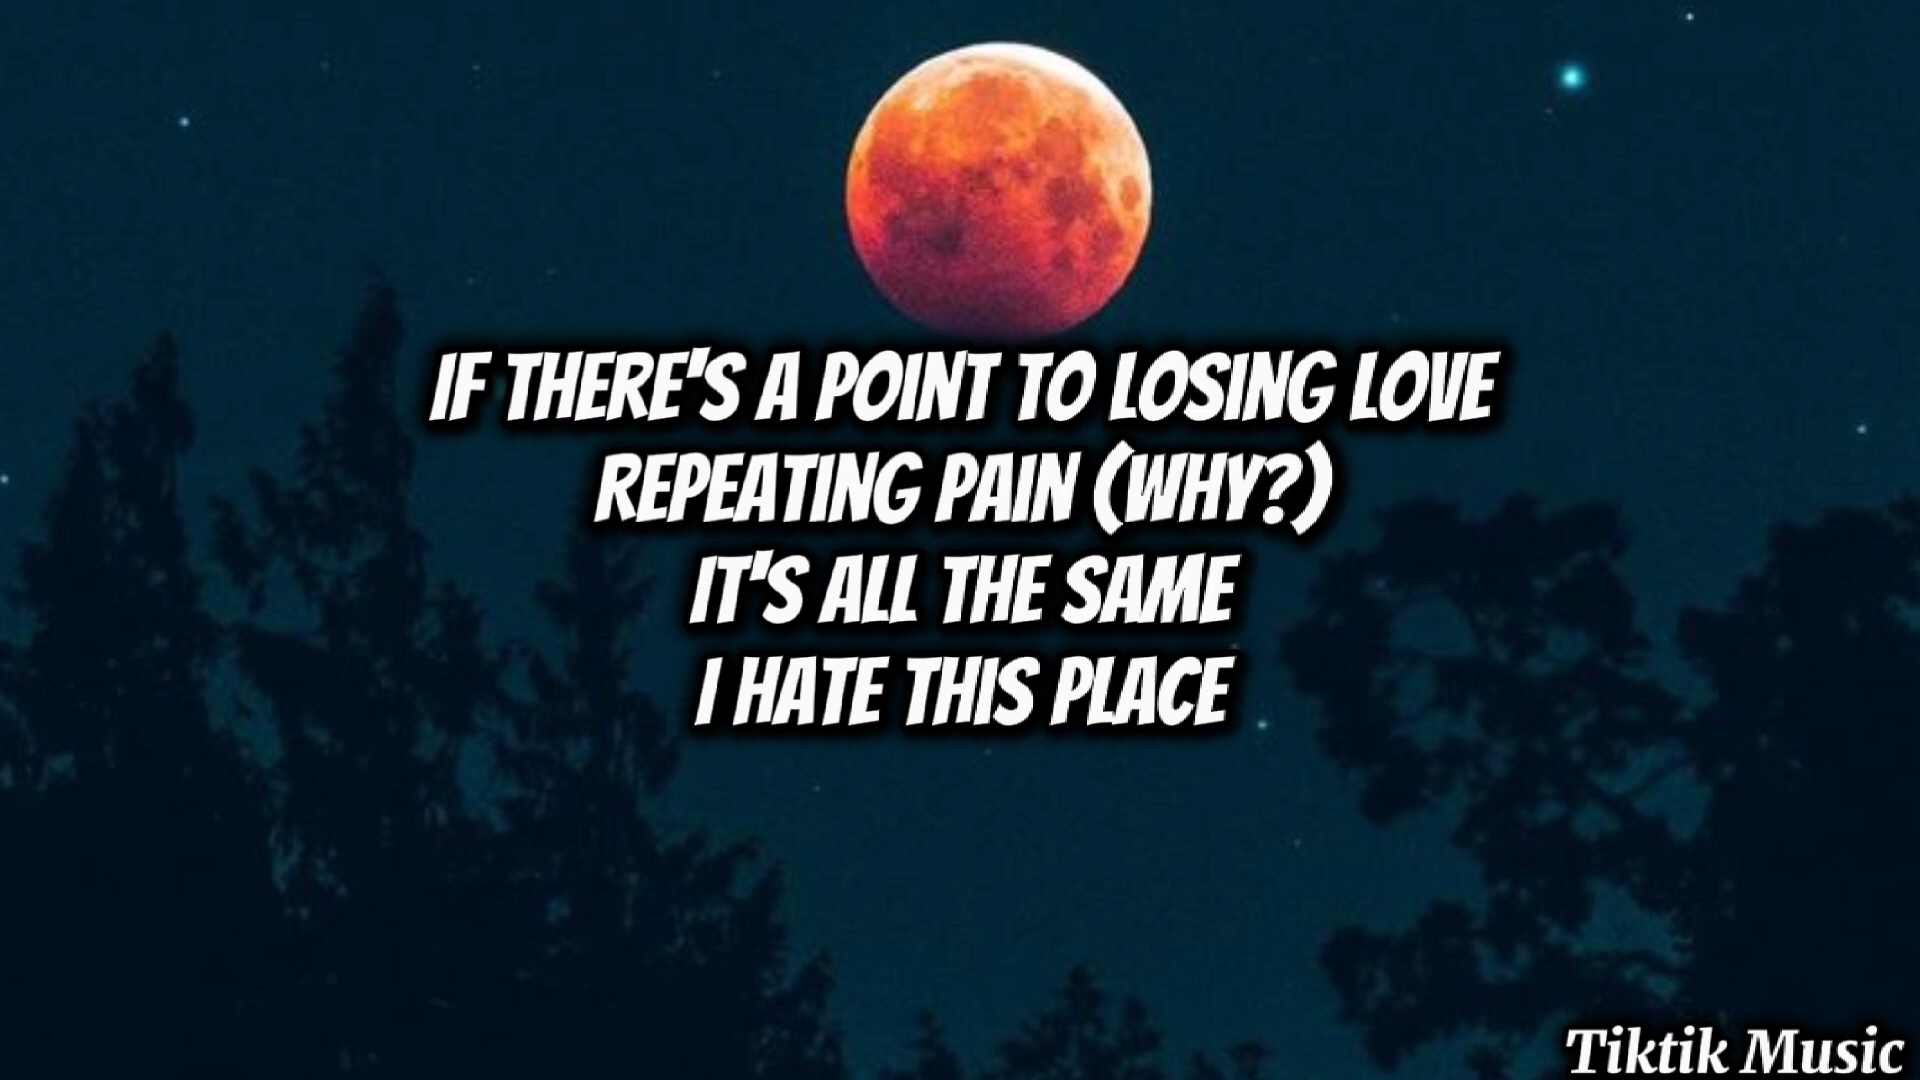 IF THERE'S A POINT TO LOSING LOVE
REPEATING PAIN (WHY?)
IT'S ALL THE SAME
I HATE THIS PLACE
Tiktik Music